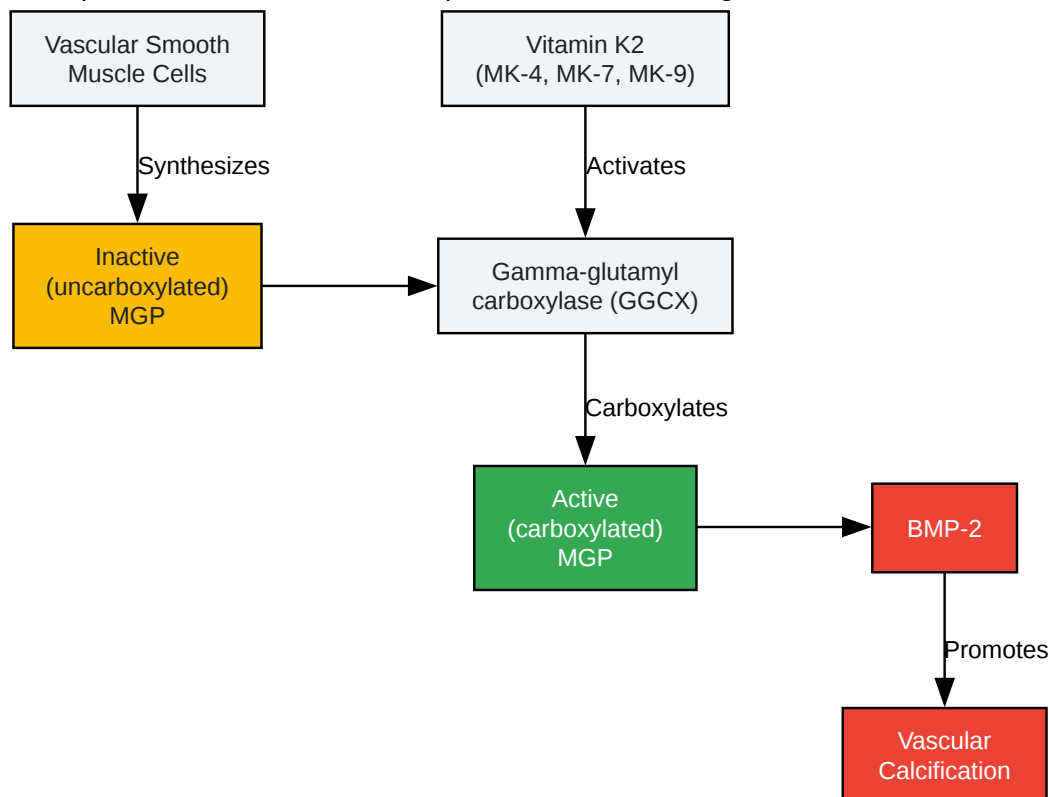 Vascular Smooth
Muscle Cells
Vitamin K2
(MK-4, MK-7, MK-9)
Synthesizes
Activates
Inactive
(uncarboxylated)
MGP
Gamma-glutamyl
carboxylase (GGCX)
Carboxylates
Active
(carboxylated)
MGP
BMP-2
Promotes
Vascular
Calcification